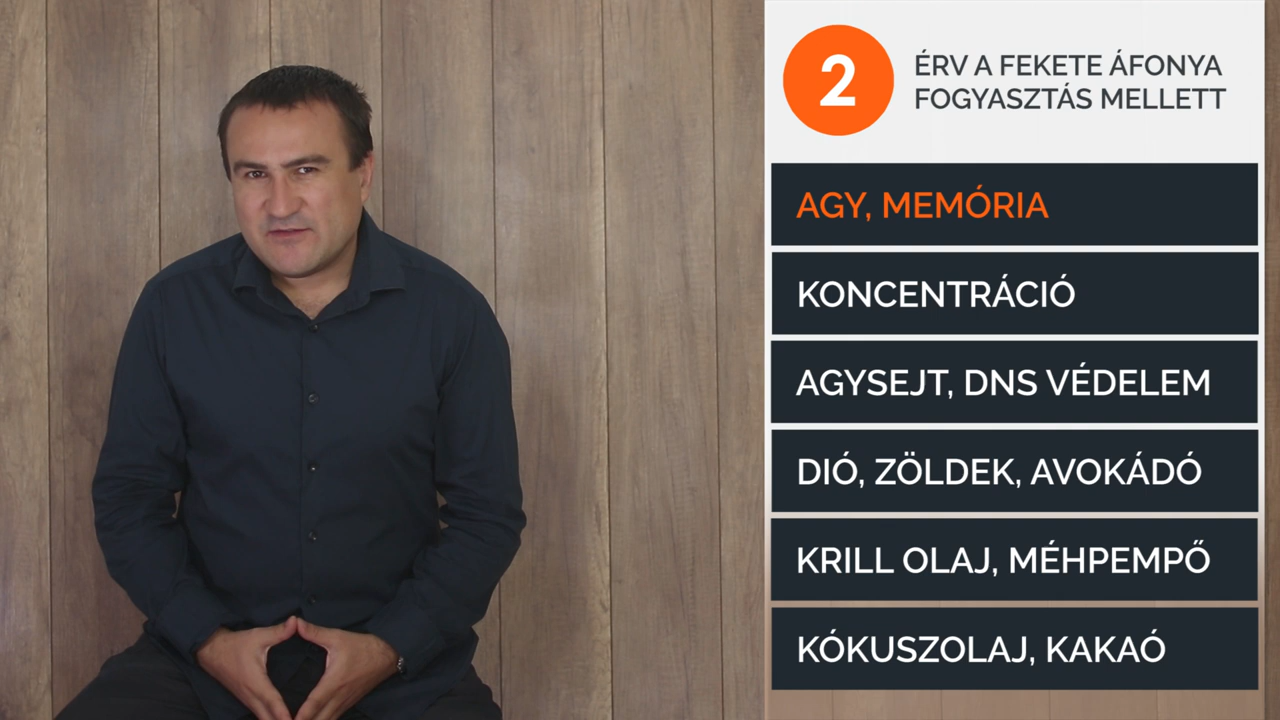 2
ÉRV A FEKETE ÁFONYA
FOGYASZTÁS MELLETT
AGY, MEMÓRIA
KONCENTRÁCIÓ
AGYSEJT, DNS VÉDELEM
DIÓ, ZÖLDEK, AVOKÁDÓ
KRILL OLAJ, MÉHPEMPŐ
KÓKUSZOLAJ, KAKAÓ